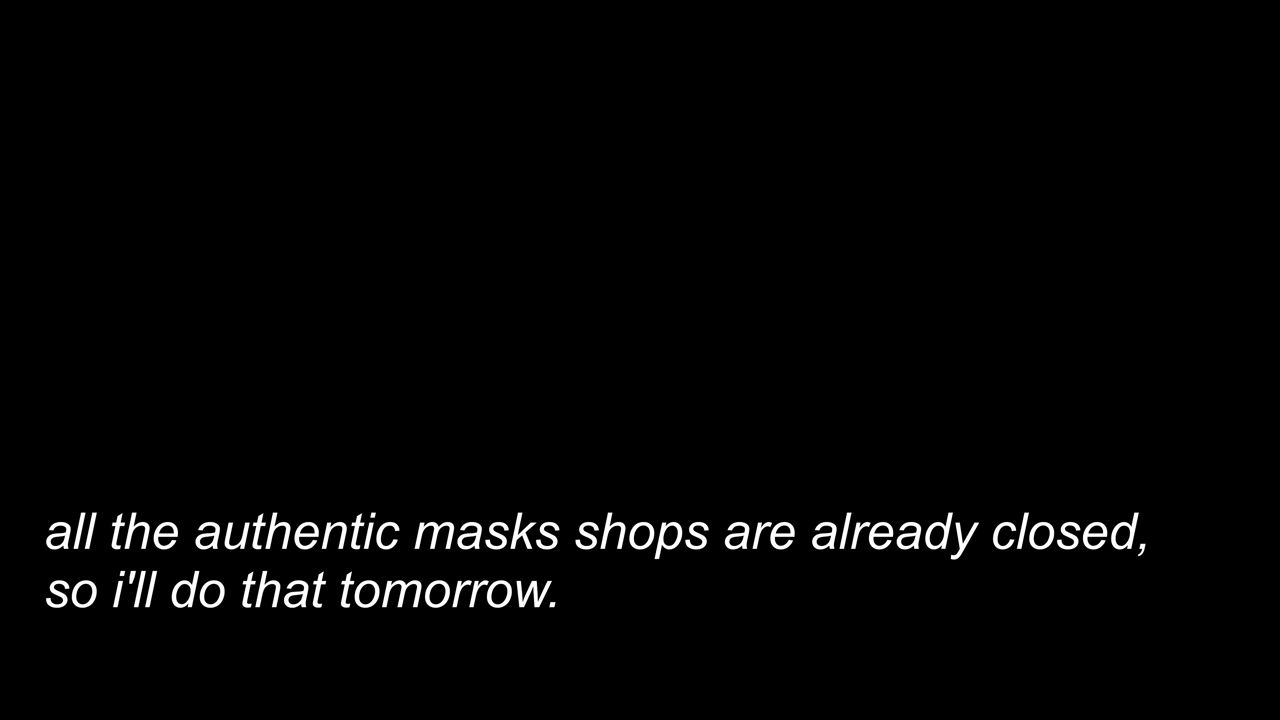 all the authentic masks shops are already closed,
so i'll do that tomorrow.